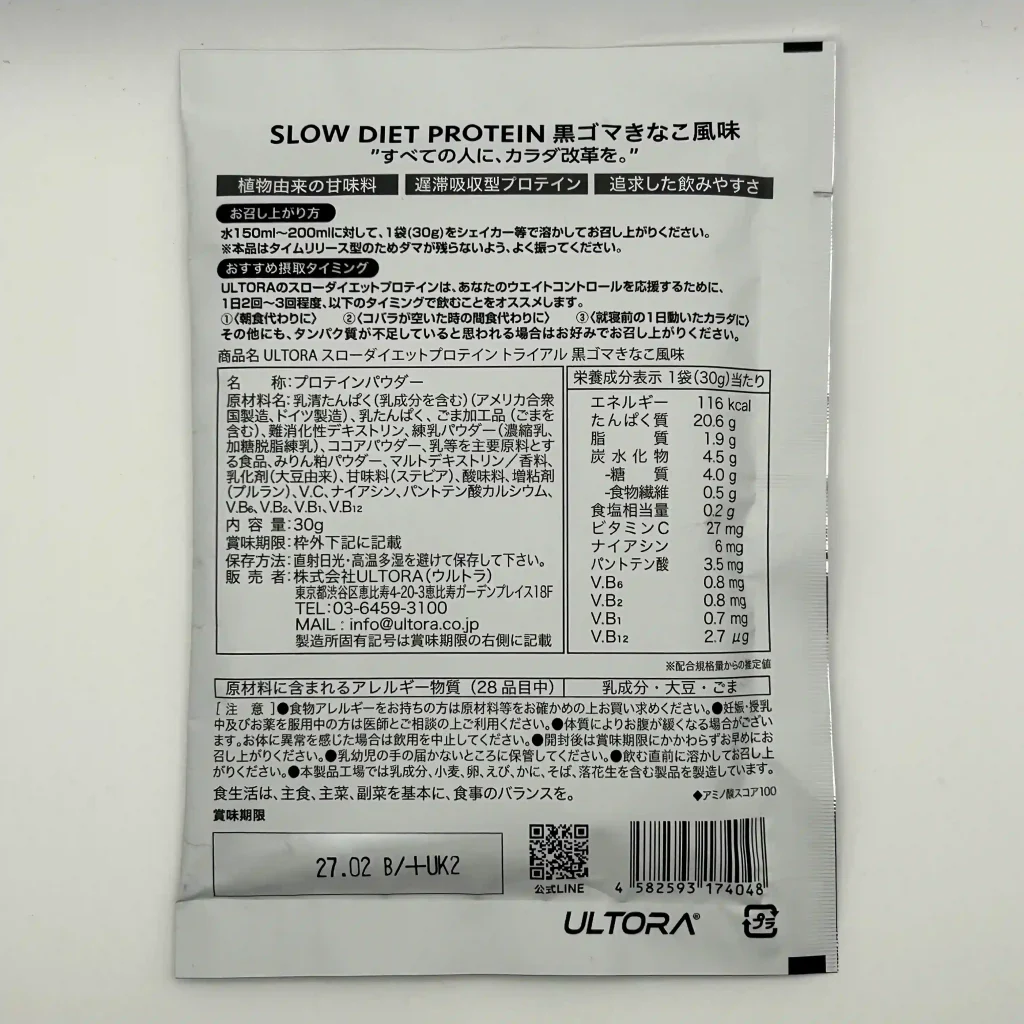 SLOW DIET PROTEIN 黒ゴマきなこ風味
"すべての人に、カラダ改革を。"
植物由来の甘味料 遅滞吸収型プロテイン 追求した飲みやすさ
お召し上がり方
水150ml〜200mlに対して、1袋(30g)をシェイカー等で溶かしてお召し上がりください。
※本品はタイムリリース型のためダマが残らないよう、よく振ってください。
おすすめ摂取タイミング
ULTORAのスローダイエットプロテインは、あなたのウエイトコントロールを応援するために、
1日2回〜3回程度、以下のタイミングで飲むことをオススメします。
①〈朝食代わりに〉 ②〈コバラが空いた時の間食代わりに〉 ③〈就寝前の1日動いたカラダに〉
その他にも、タンパク質が不足していると思われる場合はお好みでお召し上がりください。
商品名 ULTORA スローダイエットプロテイン トライアル 黒ゴマきなこ風味
名 称:プロテインパウダー
原材料名:乳清たんぱく(乳成分を含む)(アメリカ合衆
国製造、ドイツ製造)、乳たんぱく、ごま加工品(ごまを
含む)、難消化性デキストリン、練乳パウダー(濃縮乳、
加糖脱脂練乳)、ココアパウダー、乳等を主要原料とす
る食品、みりん粕パウダー、マルトデキストリン/香料、
乳化剤(大豆由来)、甘味料(ステビア)、酸味料、増粘剤
(プルラン)、V.C、ナイアシン、パントテン酸カルシウム、
V.B₆、V.B₂、V.B₁、V.B₁₂
内 容 量:30g
賞味期限:枠外下記に記載
保存方法:直射日光・高温多湿を避けて保存して下さい。
販 売 者:株式会社ULTORA(ウルトラ)
東京都渋谷区恵比寿4-20-3恵比寿ガーデンプレイス18F
TEL:03-6459-3100
MAIL:info@ultora.co.jp
製造所固有記号は賞味期限の右側に記載
栄養成分表示 1袋(30g)当たり
エネルギー 116 kcal
たんぱく質 20.6 g
脂 質 1.9 g
炭水化物 4.5 g
-糖 質 4.0 g
-食物繊維 0.5 g
食塩相当量 0.2 g
ビタミンC 27 mg
ナイアシン 6 mg
パントテン酸 3.5 mg
V.B₆ 0.8 mg
V.B₂ 0.8 mg
V.B₁ 0.7 mg
V.B₁₂ 2.7 μg
※配合規格量からの推定値
原材料に含まれるアレルギー物質(28品目中) 乳成分・大豆・ごま
[注 意]●食物アレルギーをお持ちの方は原材料等をお確かめの上お買い求めください。●妊娠・授乳
中及びお薬を服用中の方は医師とご相談の上ご利用ください。●体質によりお腹が緩くなる場合がござい
ます。お体に異常を感じた場合は飲用を中止してください。●開封後は賞味期限にかかわらずお早めにお
召し上がりください。●乳幼児の手の届かないところに保管してください。●飲む直前に溶かしてお召し上
がりください。●本製品工場では乳成分、小麦、卵、えび、かに、そば、落花生を含む製品を製造しています。
食生活は、主食、主菜、副菜を基本に、食事のバランスを。
◆アミノ酸スコア100
賞味期限
27.02 B/+UK2
公式LINE
4 582593 174048
ULTORA®
プラ